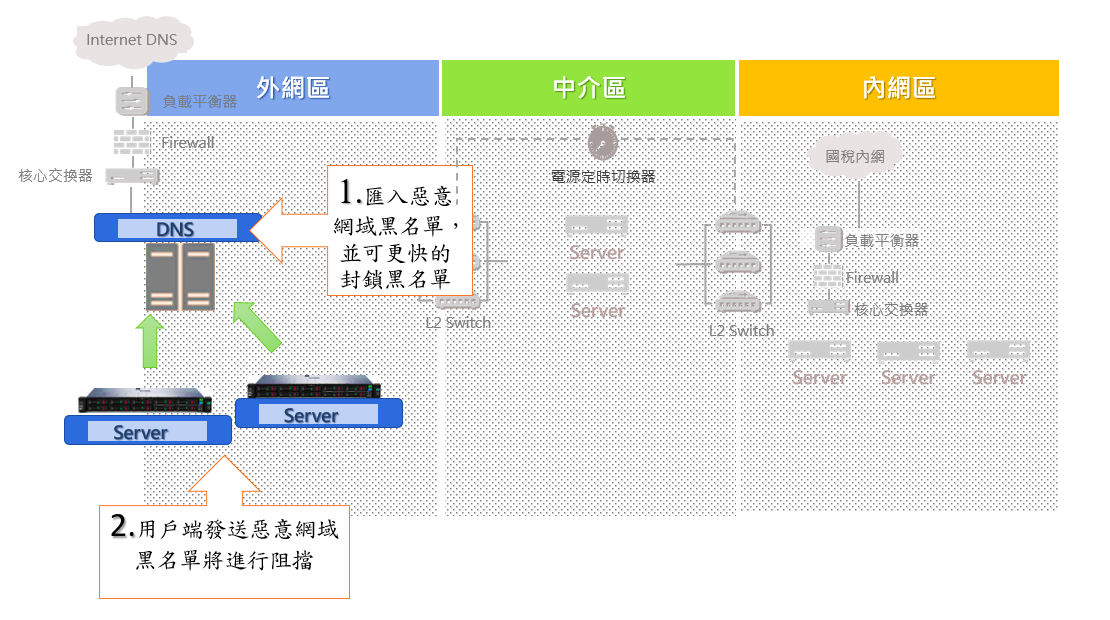 Internet DNS
外網區
中介區
內網區
負載平衡器
Firewall
核心交換器
DNS
1.匯入惡意
網域黑名單，
並可更快的
封鎖黑名單
L2 Switch
Server
Server
2.用戶端發送惡意網域
黑名單將進行阻擋
電源定時切換器
Server
Server
L2 Switch
國稅內網
負載平衡器
Firewall
核心交換器
Server
Server
Server